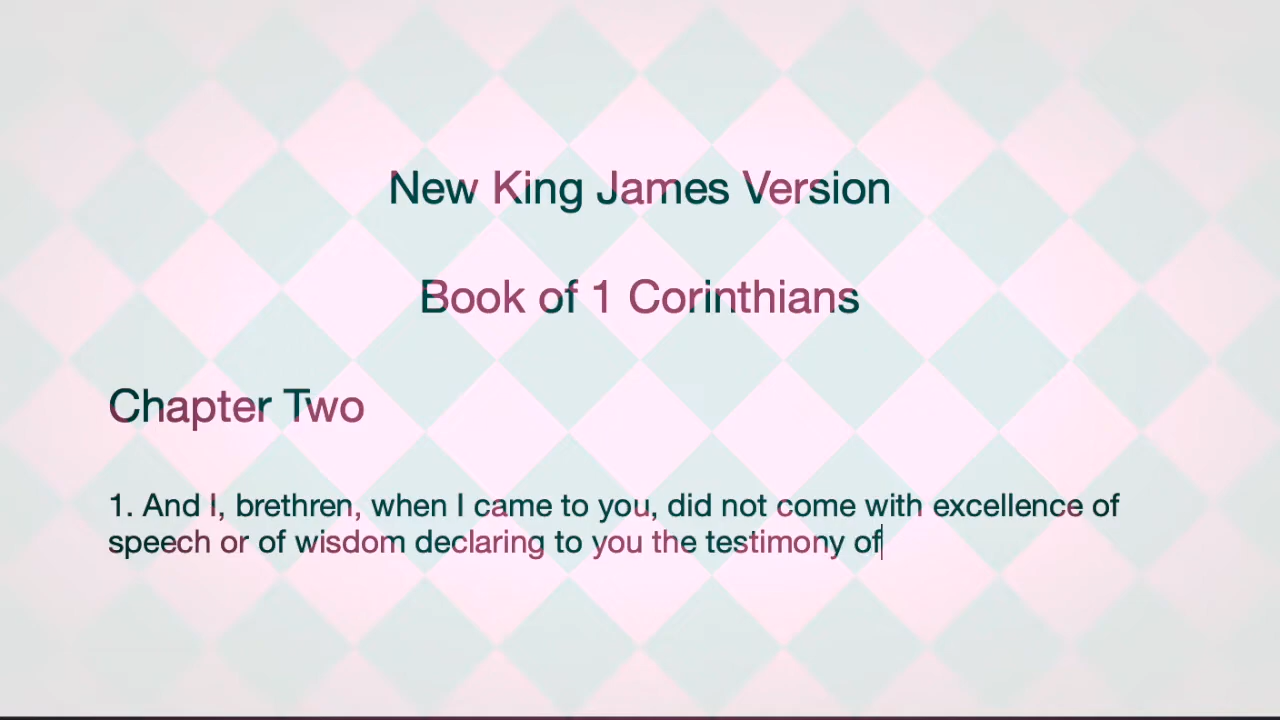 New King James Version
Book of 1 Corinthians
Chapter Two
1. And I, brethren, when I came to you, did not come with excellence of
speech or of wisdom declaring to you the testimony of